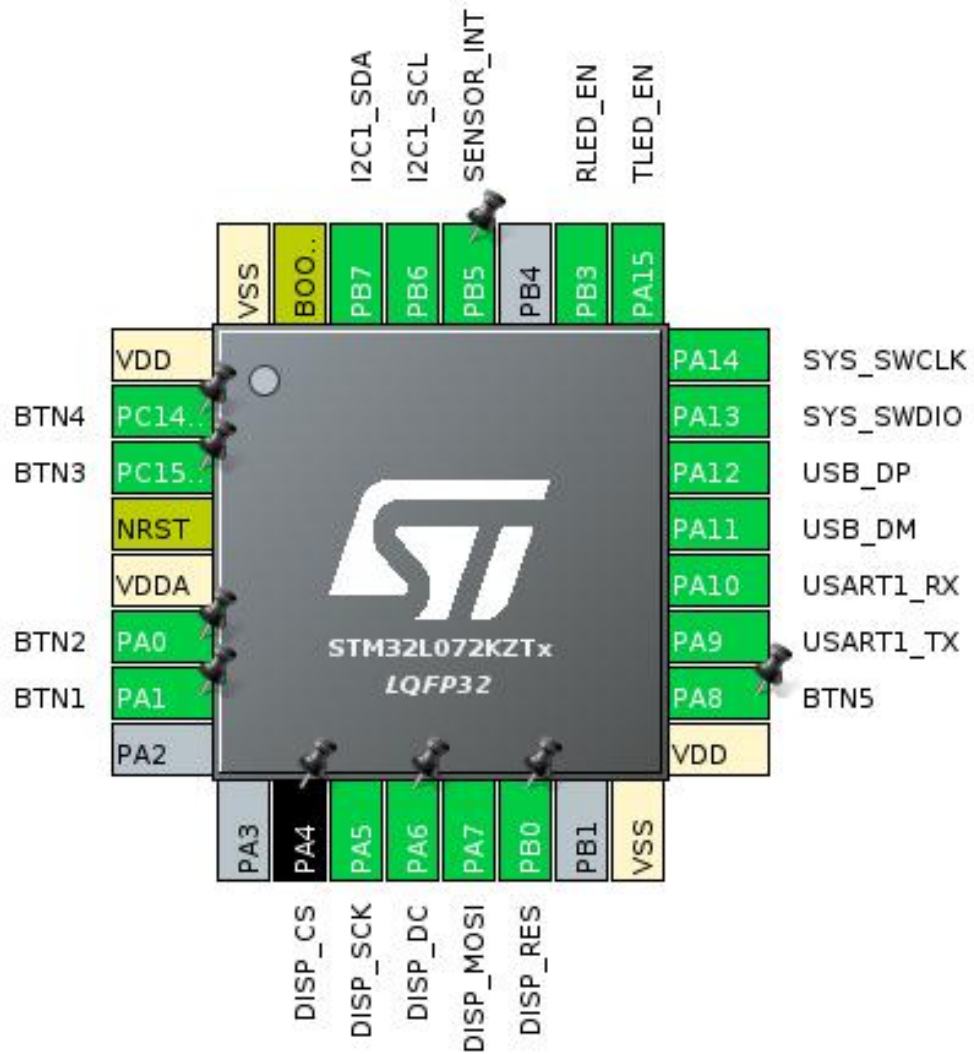 I2C1_SDA
I2C1_SCL
SENSOR_INT
RLED_EN
TLED_EN
VSS
BOO..
PB7
PB6
PB5
PB4
PB3
PA15
VDD
BTN4 PC14..
BTN3 PC15..
NRST
VDDA
BTN2 PA0
BTN1 PA1
PA2
PA14 SYS_SWCLK
PA13 SYS_SWDIO
PA12 USB_DP
PA11 USB_DM
PA10 USART1_RX
PA9 USART1_TX
PA8 BTN5
VDD
ST
STM32L072KZTx
LQFP32
PA3
PA4
PA5
PA6
PA7
PB0
PB1
VSS
DISP_CS
DISP_SCK
DISP_DC
DISP_MOSI
DISP_RES